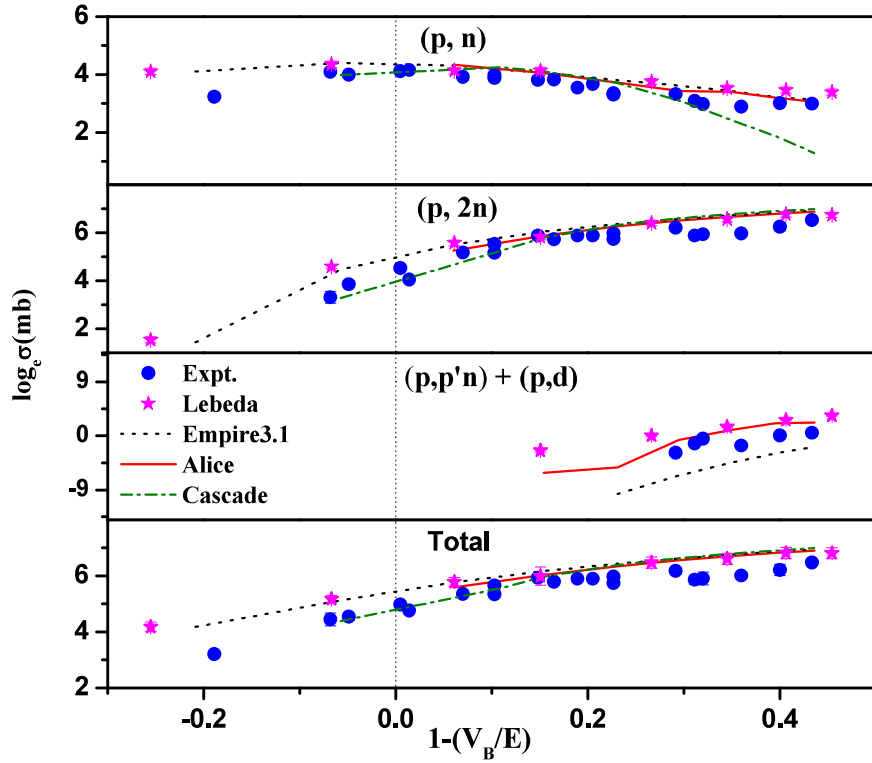 6
(p, n)
4
2
(p, 2n)
6
4
2
log_e σ(mb)
9
(p,p'n) + (p,d)
0
-9
Expt.
Lebeda
Empire3.1
Alice
Cascade
Total
6
4
2
-0.2 0.0 0.2 0.4
1-(V_B/E)